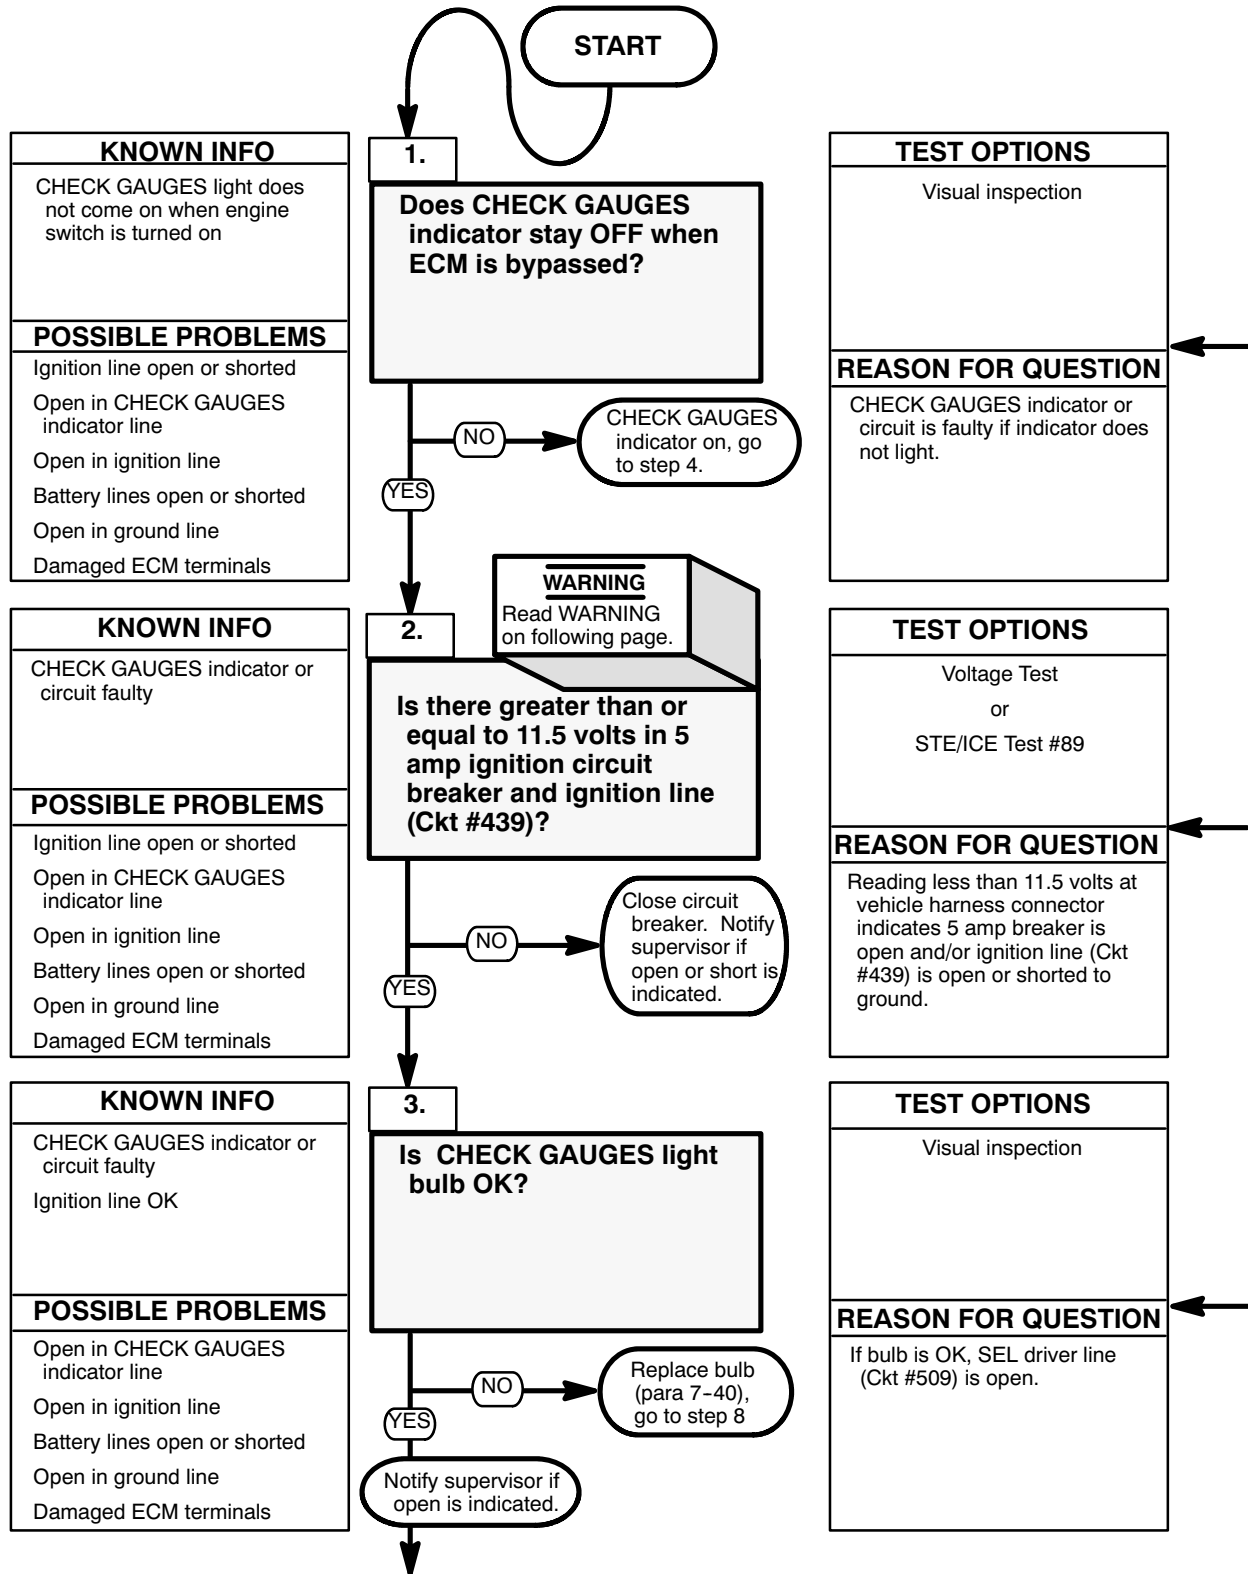 START
KNOWN INFO
CHECK GAUGES light does
not come on when engine
switch is turned on
POSSIBLE PROBLEMS
Ignition line open or shorted
Open in CHECK GAUGES
indicator line
Open in ignition line
Battery lines open or shorted
Open in ground line
Damaged ECM terminals
1.
Does CHECK GAUGES
indicator stay OFF when
ECM is bypassed?
NO
CHECK GAUGES
indicator on, go
to step 4.
YES
TEST OPTIONS
Visual inspection
REASON FOR QUESTION
CHECK GAUGES indicator or
circuit is faulty if indicator does
not light.
KNOWN INFO
CHECK GAUGES indicator or
circuit faulty
POSSIBLE PROBLEMS
Ignition line open or shorted
Open in CHECK GAUGES
indicator line
Open in ignition line
Battery lines open or shorted
Open in ground line
Damaged ECM terminals
WARNING
Read WARNING
on following page.
2.
Is there greater than or
equal to 11.5 volts in 5
amp ignition circuit
breaker and ignition line
(Ckt #439)?
NO
Close circuit
breaker. Notify
supervisor if
open or short is
indicated.
YES
TEST OPTIONS
Voltage Test
or
STE/ICE Test #89
REASON FOR QUESTION
Reading less than 11.5 volts at
vehicle harness connector
indicates 5 amp breaker is
open and/or ignition line (Ckt
#439) is open or shorted to
ground.
KNOWN INFO
CHECK GAUGES indicator or
circuit faulty
Ignition line OK
POSSIBLE PROBLEMS
Open in CHECK GAUGES
indicator line
Open in ignition line
Battery lines open or shorted
Open in ground line
Damaged ECM terminals
3.
Is CHECK GAUGES light
bulb OK?
NO
Replace bulb
(para 7-40),
go to step 8
YES
Notify supervisor if
open is indicated.
TEST OPTIONS
Visual inspection
REASON FOR QUESTION
If bulb is OK, SEL driver line
(Ckt #509) is open.